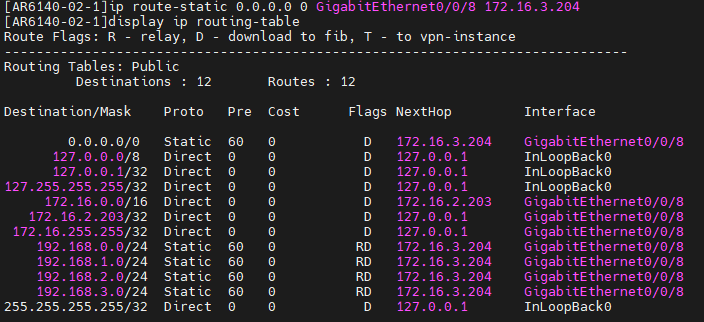 [AR6140-02-1]ip route-static 0.0.0.0 0 GigabitEthernet0/0/8 172.16.3.204
[AR6140-02-1]display ip routing-table
Route Flags: R - relay, D - download to fib, T - to vpn-instance
------------------------------------------------------------------------------
Routing Tables: Public
         Destinations : 12       Routes : 12

Destination/Mask    Proto   Pre  Cost      Flags NextHop         Interface

        0.0.0.0/0   Static  60   0           D   172.16.3.204    GigabitEthernet0/0/8
      127.0.0.0/8   Direct  0    0           D   127.0.0.1       InLoopBack0
      127.0.0.1/32  Direct  0    0           D   127.0.0.1       InLoopBack0
127.255.255.255/32  Direct  0    0           D   127.0.0.1       InLoopBack0
     172.16.0.0/16  Direct  0    0           D   172.16.2.203    GigabitEthernet0/0/8
   172.16.2.203/32  Direct  0    0           D   127.0.0.1       GigabitEthernet0/0/8
 172.16.255.255/32  Direct  0    0           D   127.0.0.1       GigabitEthernet0/0/8
    192.168.0.0/24  Static  60   0          RD   172.16.3.204    GigabitEthernet0/0/8
    192.168.1.0/24  Static  60   0          RD   172.16.3.204    GigabitEthernet0/0/8
    192.168.2.0/24  Static  60   0          RD   172.16.3.204    GigabitEthernet0/0/8
    192.168.3.0/24  Static  60   0          RD   172.16.3.204    GigabitEthernet0/0/8
255.255.255.255/32  Direct  0    0           D   127.0.0.1       InLoopBack0